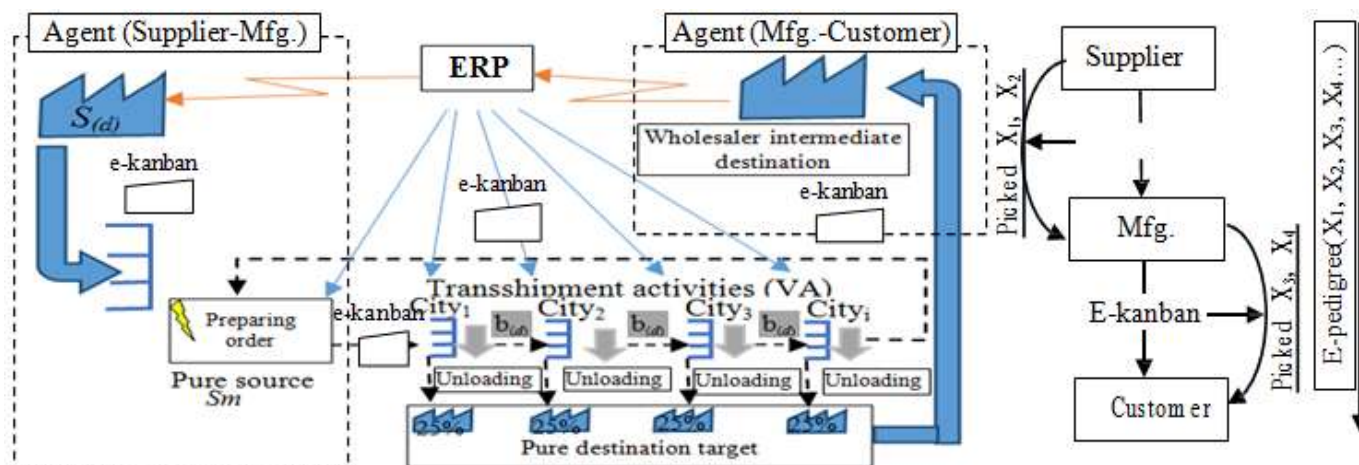 Agent (Supplier-Mfg.)
S(d)
e-kanban
ERP
e-kanban
Agent (Mfg.-Customer)
Wholesaler intermediate
destination
e-kanban
Preparing
order
Pure source
Sm
e-kanban
Transshipment activities (VA)
City1
City2
City3
Cityi
b(d)
b(d)
b(d)
Unloading
Unloading
Unloading
Unloading
25%
25%
25%
25%
Pure destination target
Supplier
Picked X1, X2
Mfg.
E-kanban
Picked X3, X4
Customer
E-pedigree(X1, X2, X3, X4...)